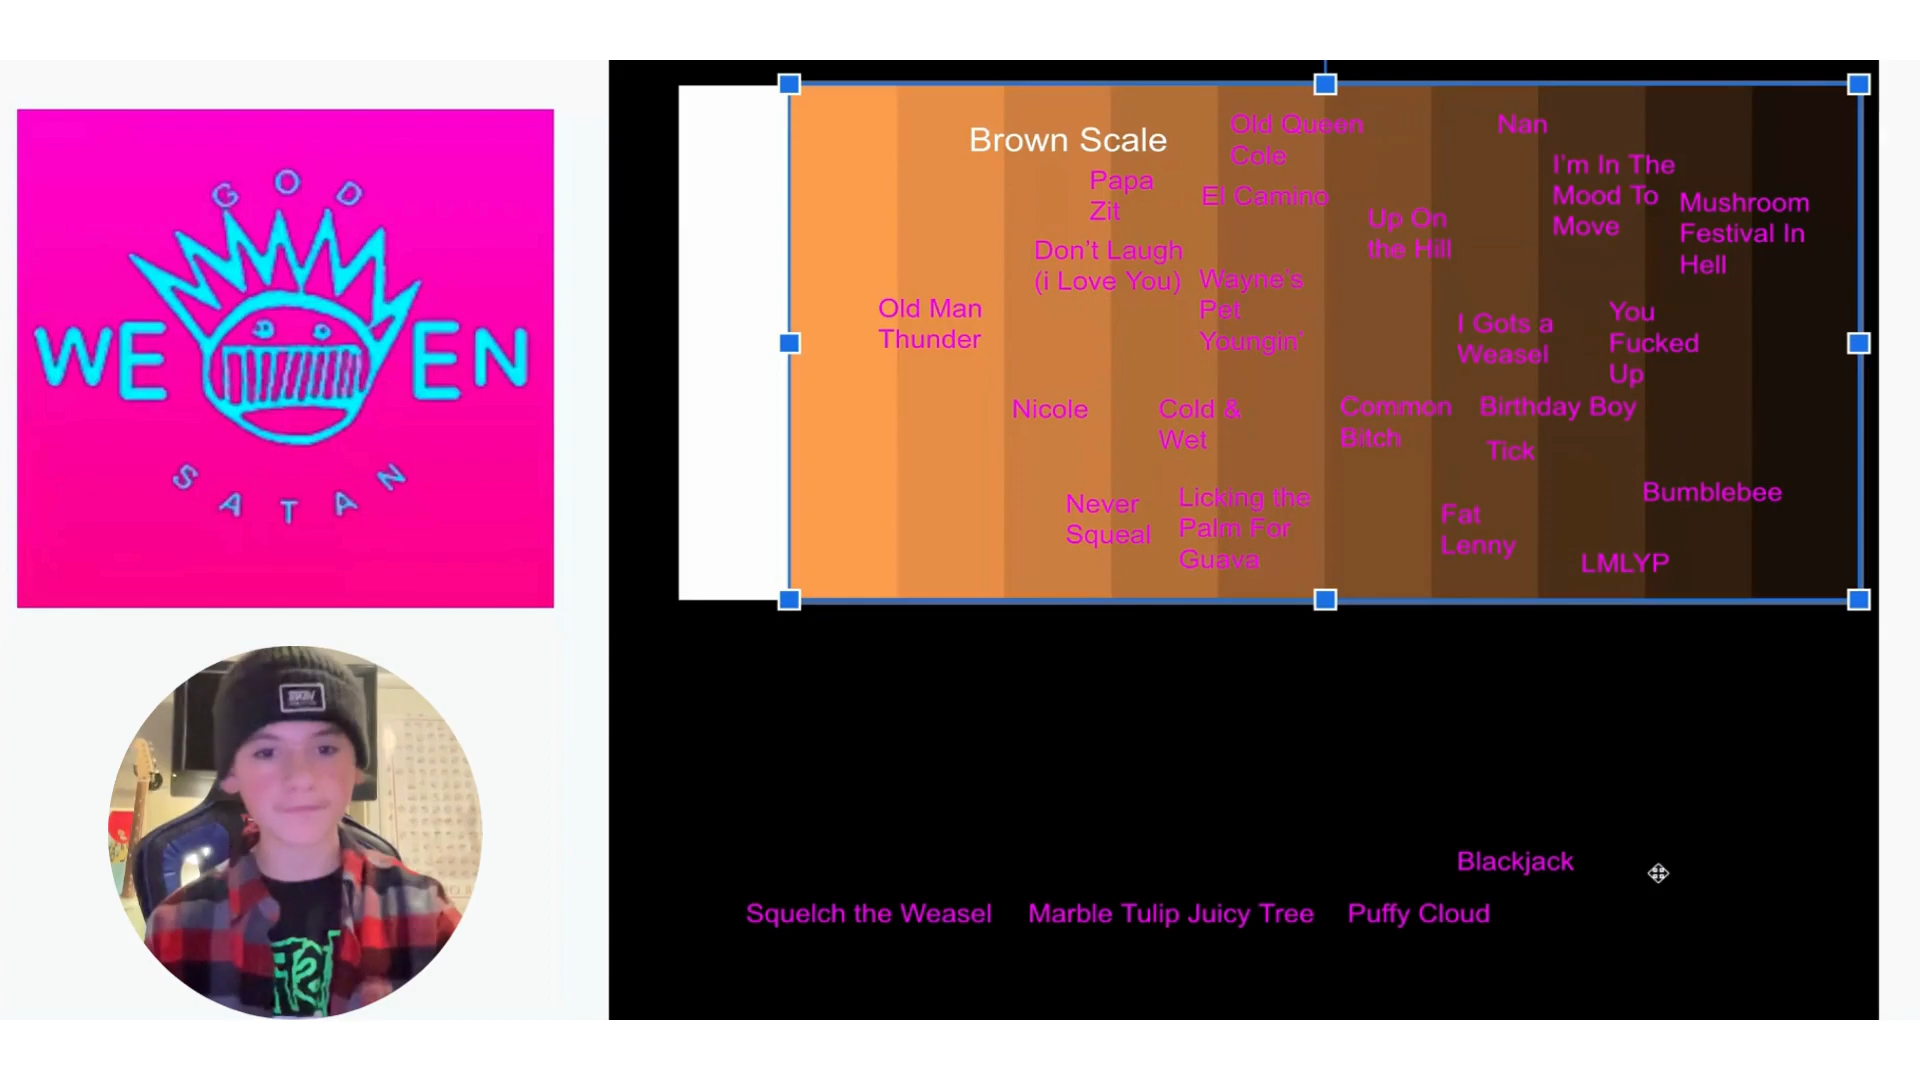 GOD
WEEN
SATAN
Brown Scale
Old Queen
Cole
Nan
Papa
Zit
El Camino
Up On
the Hill
I'm In The
Mood To
Move
Mushroom
Festival In
Hell
Don't Laugh
(i Love You)
Wayne's
Pet
Youngin'
Old Man
Thunder
I Gots a
Weasel
You
Fucked
Up
Nicole
Cold &
Wet
Common
Bitch
Birthday Boy
Tick
Never
Squeal
Licking the
Palm For
Guava
Fat
Lenny
Bumblebee
LMLYP
Blackjack
Squelch the Weasel
Marble Tulip Juicy Tree
Puffy Cloud